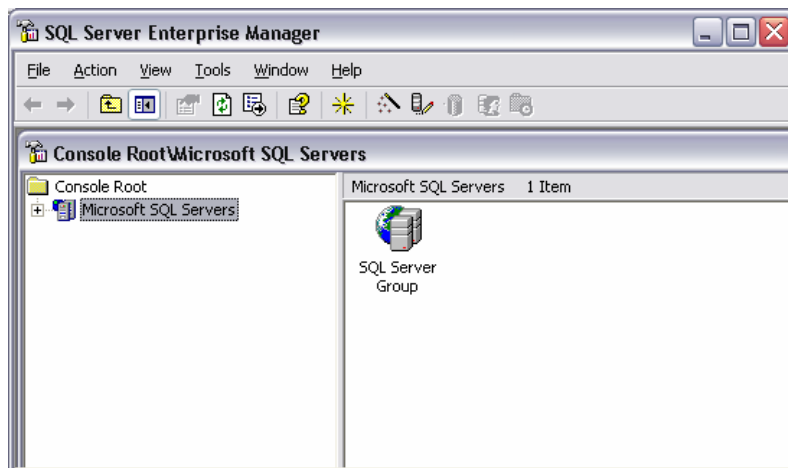 SQL Server Enterprise Manager
File Action View Tools Window Help
Console Root\Microsoft SQL Servers
Console Root
Microsoft SQL Servers
Microsoft SQL Servers 1 Item
SQL Server
Group